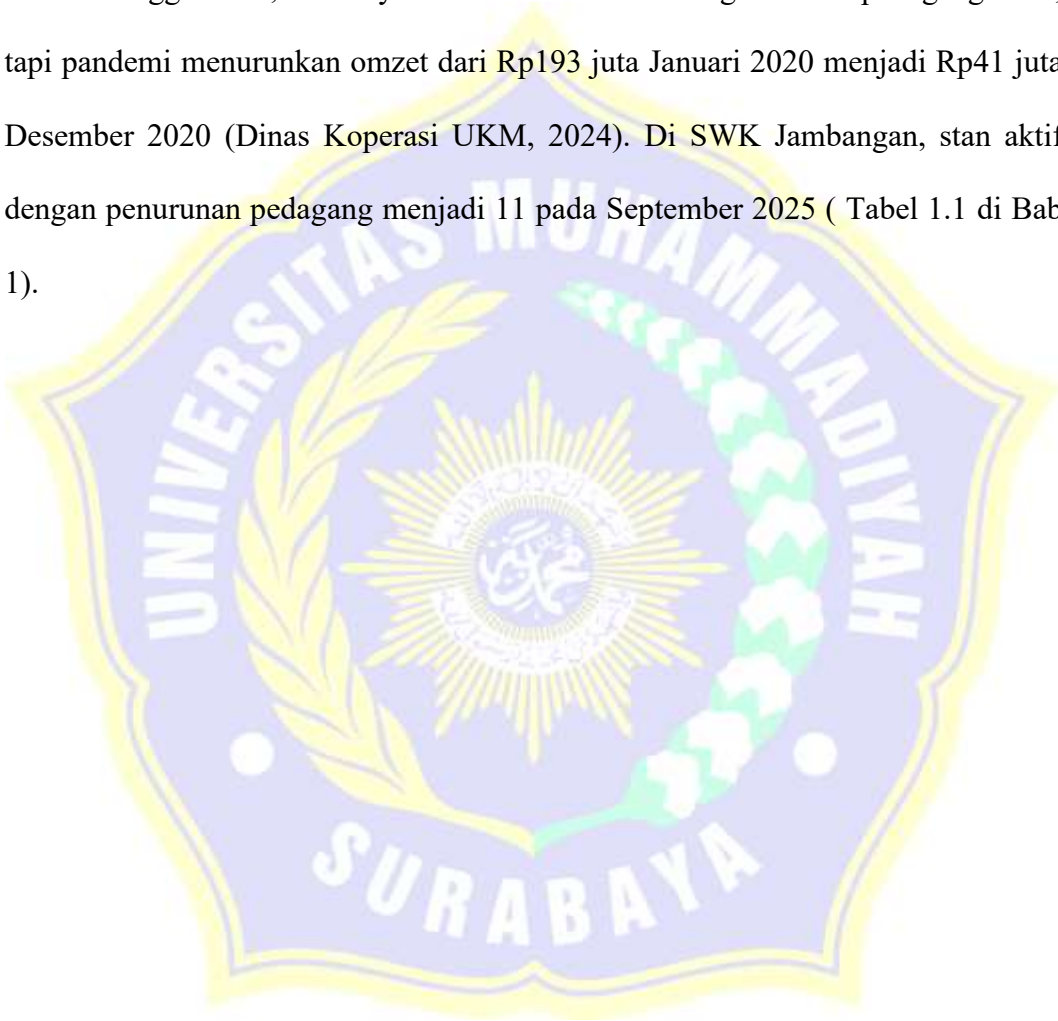 tapi pandemi menurunkan omzet dari Rp193 juta Januari 2020 menjadi Rp41 juta
Desember 2020 (Dinas Koperasi UKM, 2024). Di SWK Jambangan, stan aktif
dengan penurunan pedagang menjadi 11 pada September 2025 ( Tabel 1.1 di Bab
1).
UNIVERSITAS MUHAMMADIYAH
SURABAYA